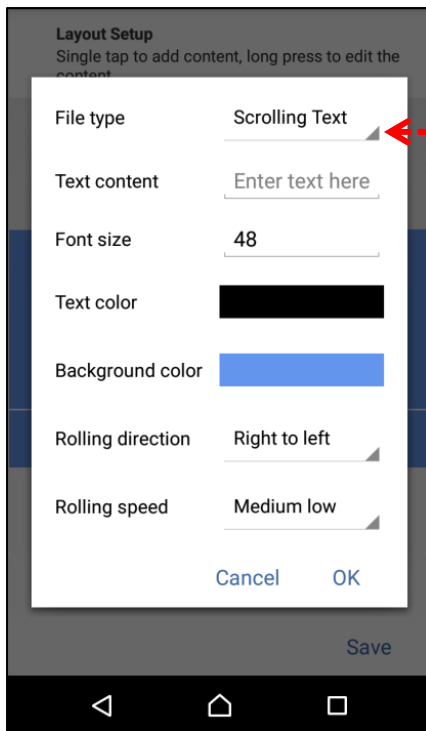 Layout Setup
Single tap to add content, long press to edit the
content
File type Scrolling Text
Text content Enter text here
Font size 48
Text color
Background color
Rolling direction Right to left
Rolling speed Medium low
Cancel OK
Save